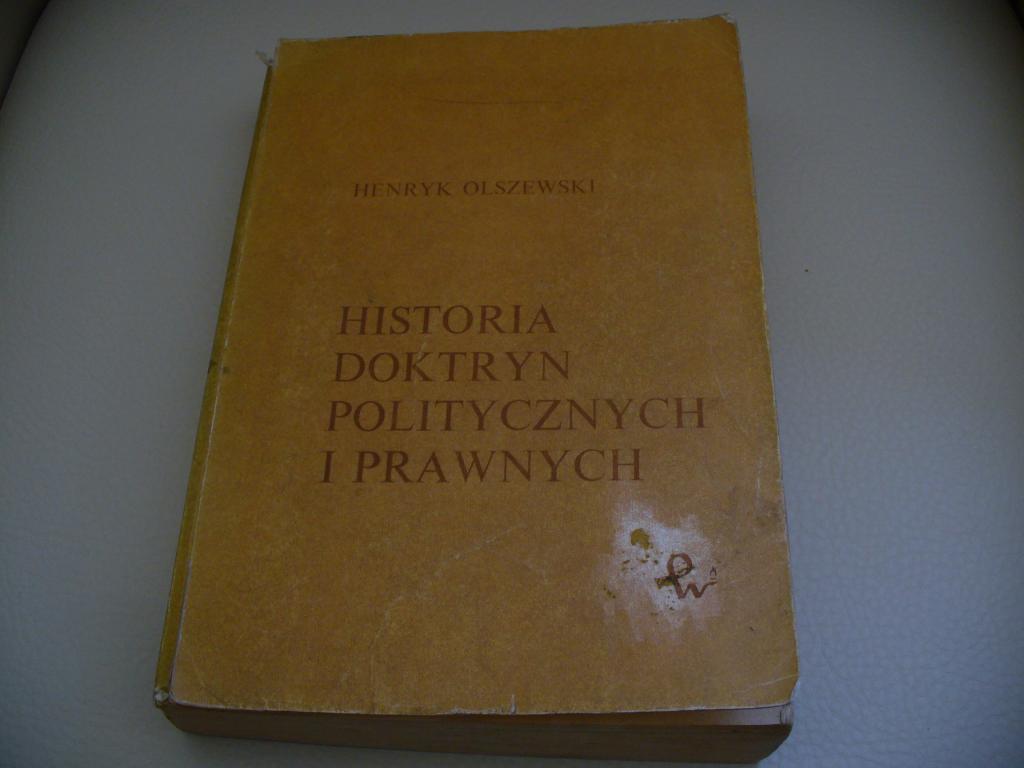 HENRYK OLSZEWSKI
HISTORIA
DOKTRYN
POLITYCZNYCH
I PRAWNYCH